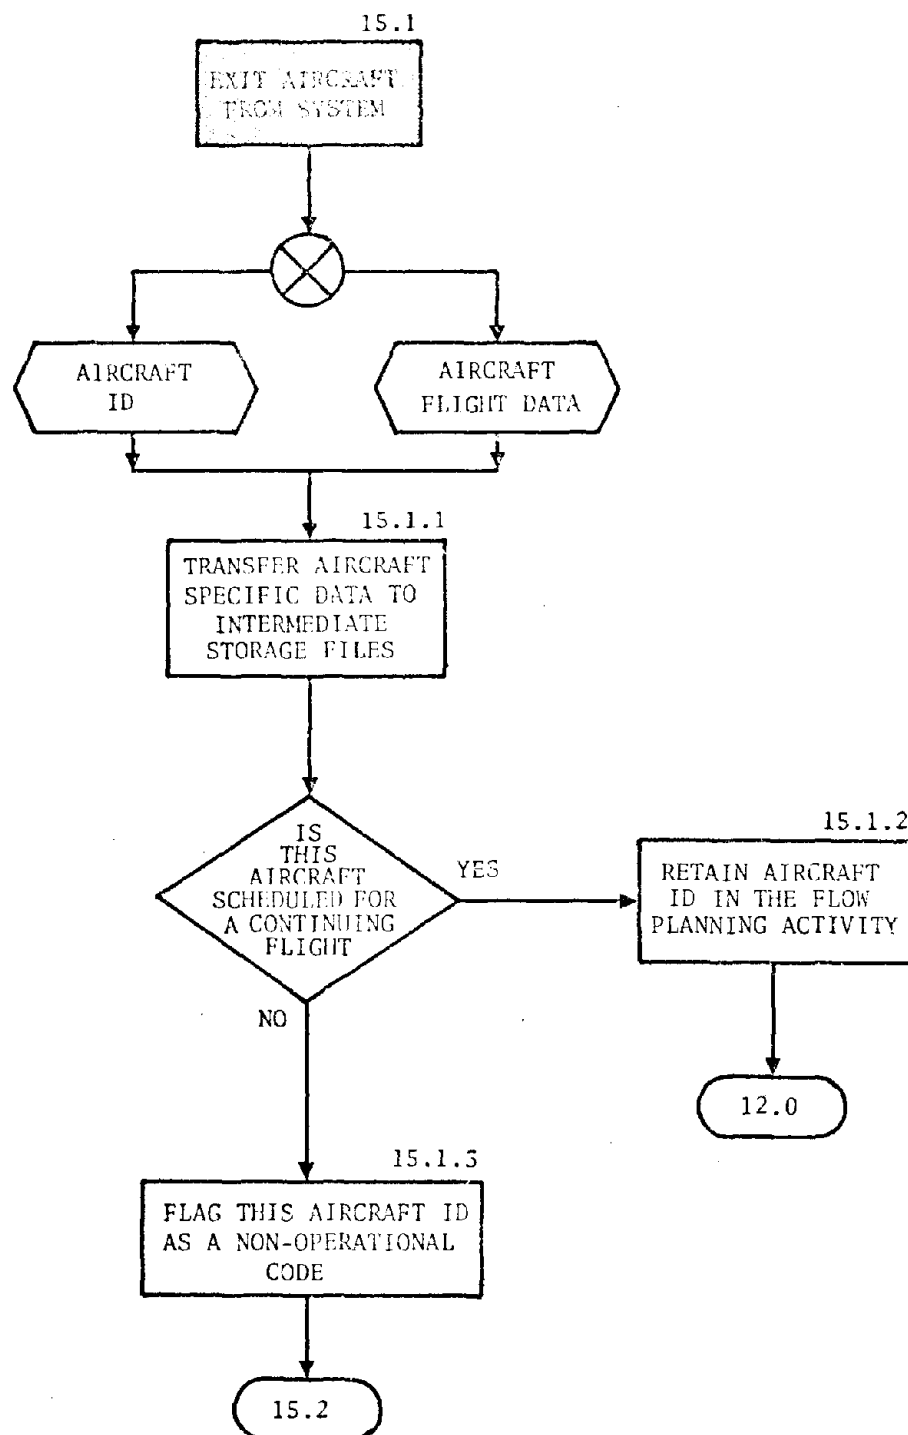 15.1
EXIT AIRCRAFT
FROM SYSTEM
AIRCRAFT
ID
AIRCRAFT
FLIGHT DATA
15.1.1
TRANSFER AIRCRAFT
SPECIFIC DATA TO
INTERMEDIATE
STORAGE FILES
IS
THIS
AIRCRAFT
SCHEDULED FOR
A CONTINUING
FLIGHT
YES
15.1.2
RETAIN AIRCRAFT
ID IN THE FLOW
PLANNING ACTIVITY
NO
12.0
15.1.3
FLAG THIS AIRCRAFT ID
AS A NON-OPERATIONAL
CODE
15.2